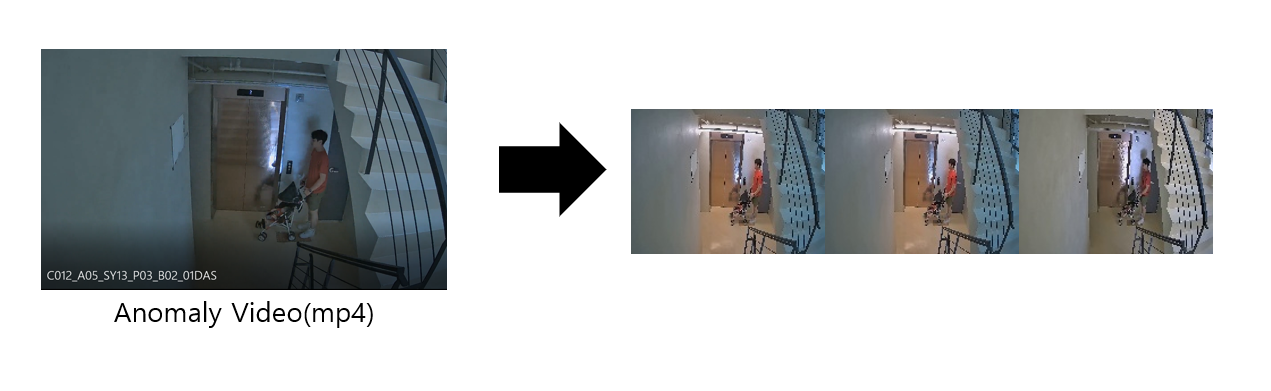 C012_A05_SY13_P03_B02_01DAS
Anomaly Video(mp4)